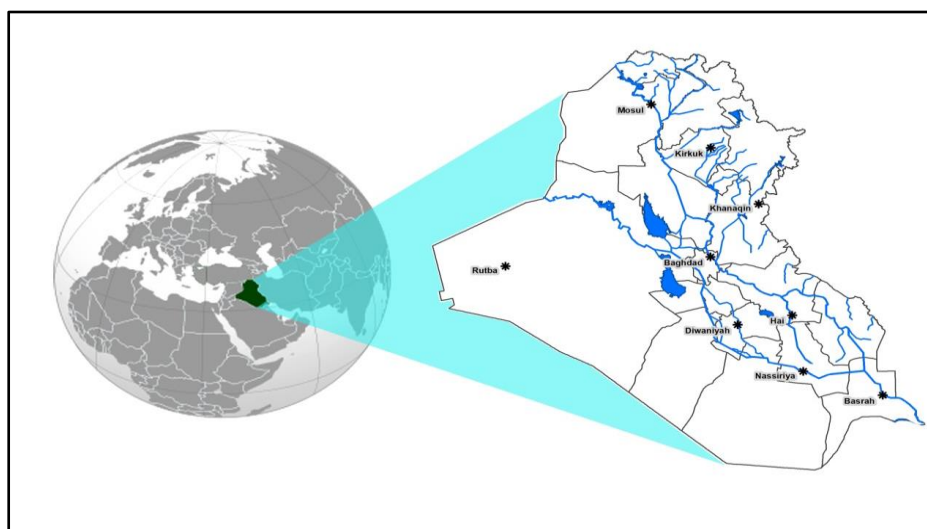 Mosul
Kirkuk
Khanaqin
Baghdad
Rutba
Hai
Diwaniyah
Nassiriya
Basrah